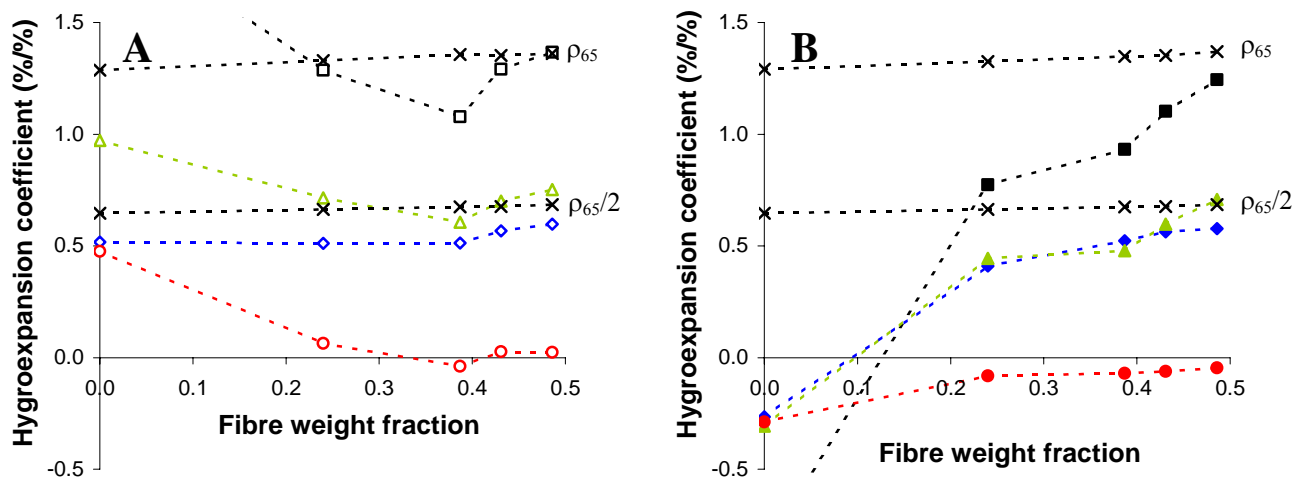 A
Hygroexpansion coefficient (%/%)
1.5
1.0
0.5
0.0
-0.5
0.0 0.1 0.2 0.3 0.4 0.5
Fibre weight fraction
ρ65
ρ65/2
B
Hygroexpansion coefficient (%/%)
1.5
1.0
0.5
0.0
-0.5
0.0 0.1 0.2 0.3 0.4 0.5
Fibre weight fraction
ρ65
ρ65/2